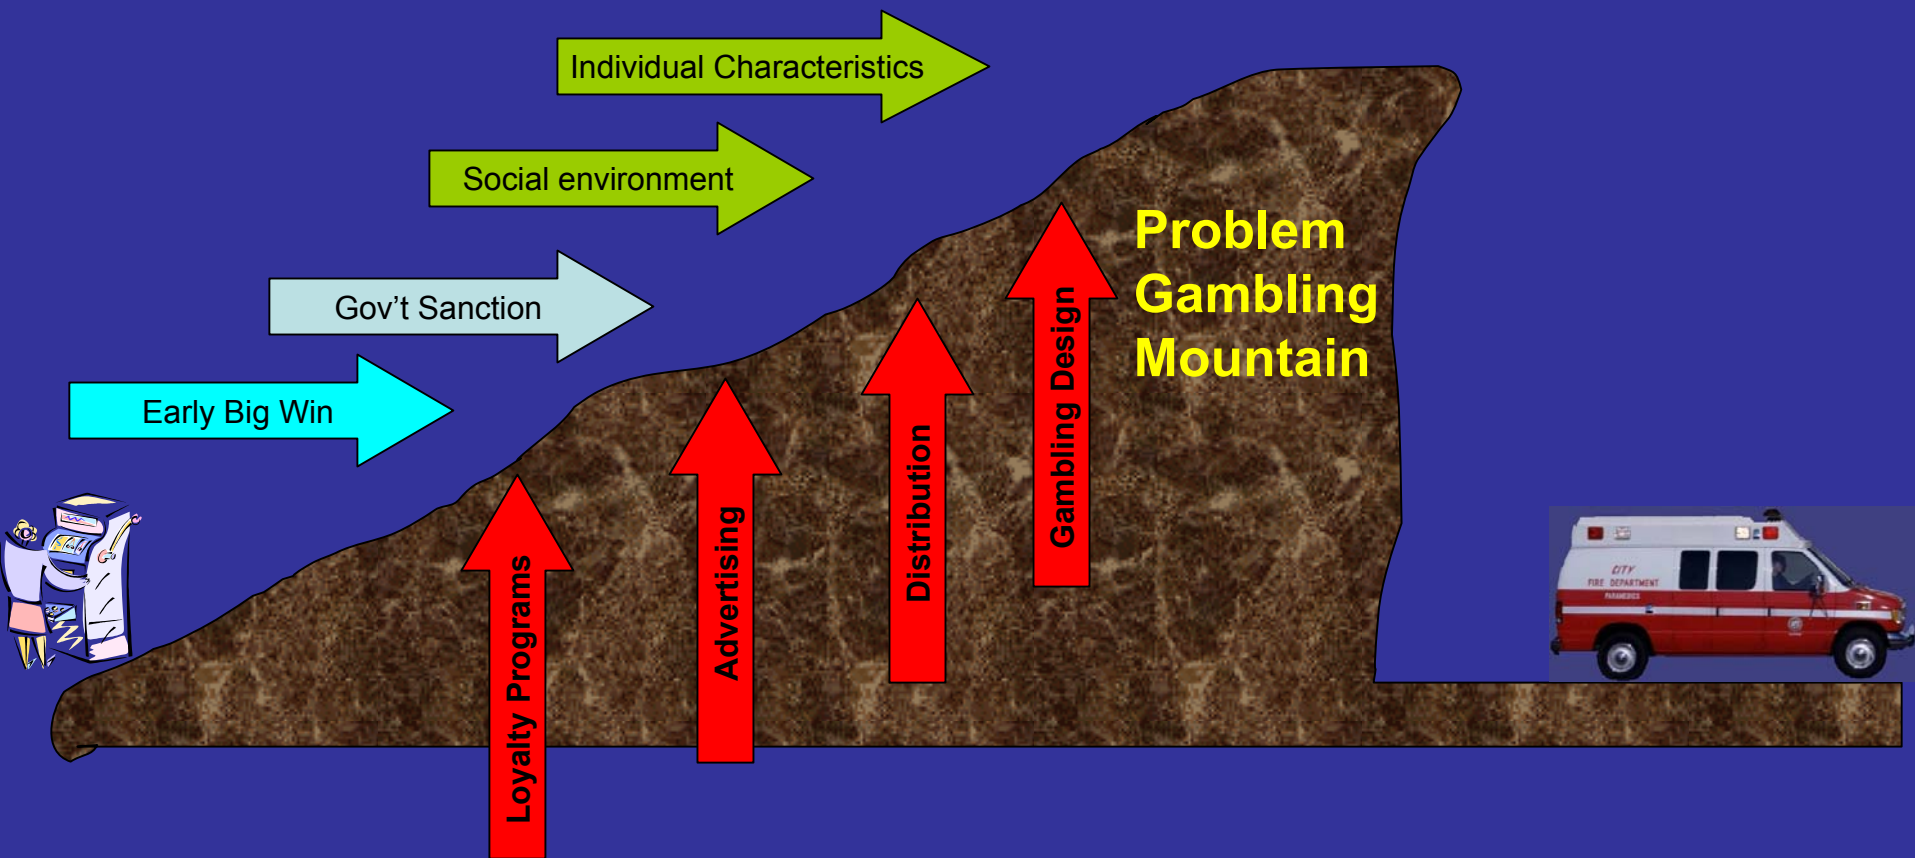 Individual Characteristics
Social environment
Gov’t Sanction
Early Big Win
Problem
Gambling
Mountain
Loyalty Programs
Advertising
Distribution
Gambling Design
CITY
FIRE DEPARTMENT
PARAMEDICS